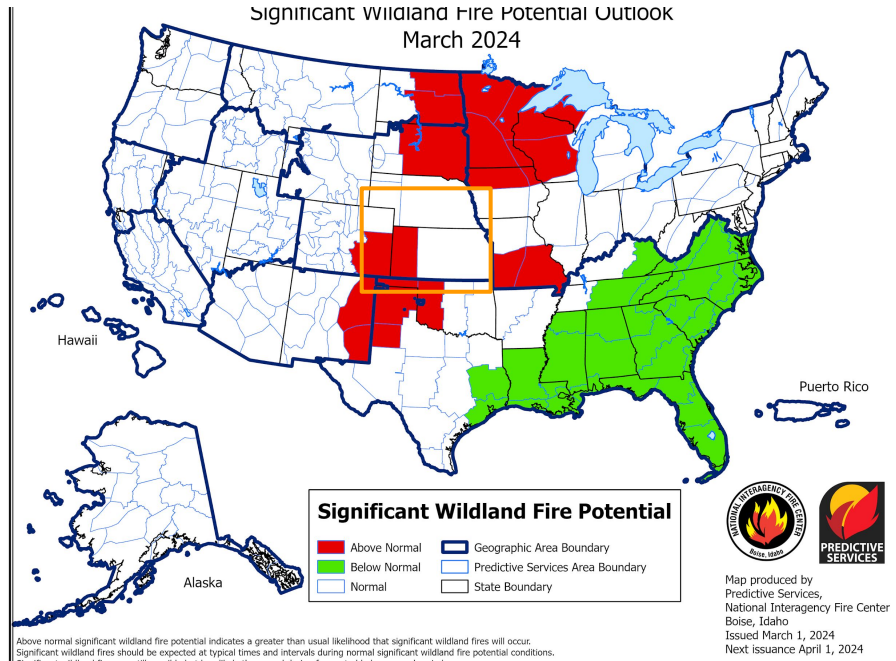 Significant Wildland Fire Potential Outlook
March 2024
Hawaii
Puerto Rico
Alaska
Significant Wildland Fire Potential
Above Normal
Below Normal
Normal
Geographic Area Boundary
Predictive Services Area Boundary
State Boundary
NATIONAL INTERAGENCY FIRE CENTER
Boise, Idaho
PREDICTIVE
SERVICES
Map produced by
Predictive Services,
National Interagency Fire Center
Boise, Idaho
Issued March 1, 2024
Next issuance April 1, 2024
Above normal significant wildland fire potential indicates a greater than usual likelihood that significant wildland fires will occur.
Significant wildland fires should be expected at typical times and intervals during normal significant wildland fire potential conditions.